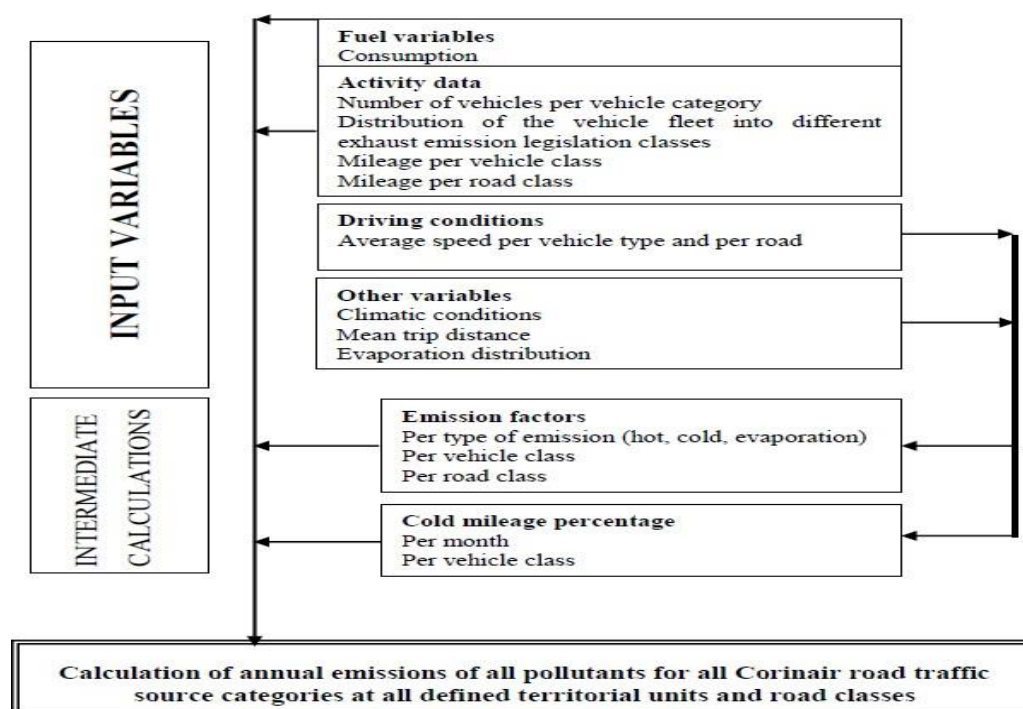 INPUT VARIABLES
Fuel variables
Consumption
Activity data
Number of vehicles per vehicle category
Distribution of the vehicle fleet into different
exhaust emission legislation classes
Mileage per vehicle class
Mileage per road class
Driving conditions
Average speed per vehicle type and per road
Other variables
Climatic conditions
Mean trip distance
Evaporation distribution
INTERMEDIATE
CALCULATIONS
Emission factors
Per type of emission (hot, cold, evaporation)
Per vehicle class
Per road class
Cold mileage percentage
Per month
Per vehicle class
Calculation of annual emissions of all pollutants for all Corinair road traffic
source categories at all defined territorial units and road classes